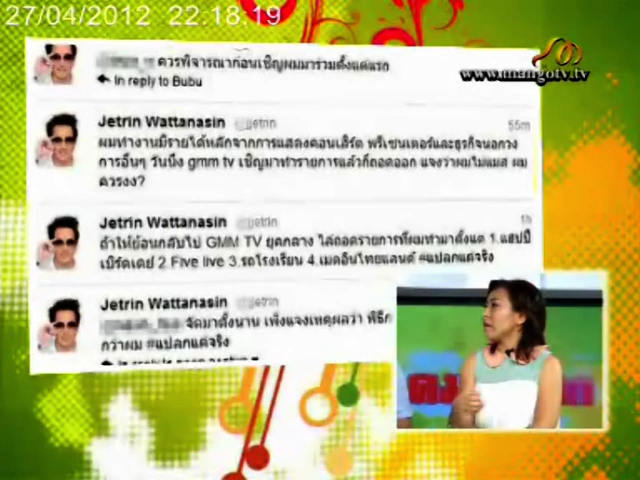 27/04/2012 22:18:19
ควรพิจารณาก่อนเชิญผมมาร่วมตั้งแต่แรก
In reply to Bubu
www.mangotv.tv
Jetrin Wattanasin @jetrin 55m
ผมทำงานมีรายได้หลักจากการแสดงคอนเสิร์ต พรีเซนเตอร์และธุรกิจนอกวง
การอื่นๆ วันนึง gmm tv เชิญมาทำรายการแล้วก็ถอดออก แจงว่าผมไม่แมส ผม
ควรงง?
Jetrin Wattanasin @jetrin 1h
ถ้าให้ย้อนกลับไป GMM TV ยุคกลาง ไล่ถอดรายการที่ผมทำมาตั้งแต่ 1.แฮปปี้
เบิร์ดเดย์ 2.Five live 3.รถโรงเรียน 4.เมดอินไทยแลนด์ #แปลกแต่จริง
Jetrin Wattanasin @jetrin
จัดมาตั้งนาน เพิ่งแจงเหตุผลว่า พิธีก
กว่าผม #แปลกแต่จริง